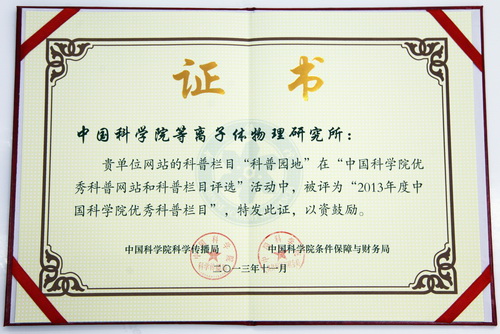 证书
中国科学院等离子体物理研究所：
贵单位网站的科普栏目“科普园地”在“中国科学院优
秀科普网站和科普栏目评选”活动中，被评为“2013年度中
国科学院优秀科普栏目”，特发此证，以资鼓励。
中国科学院科学传播局 中国科学院条件保障与财务局
二〇一三年十一月